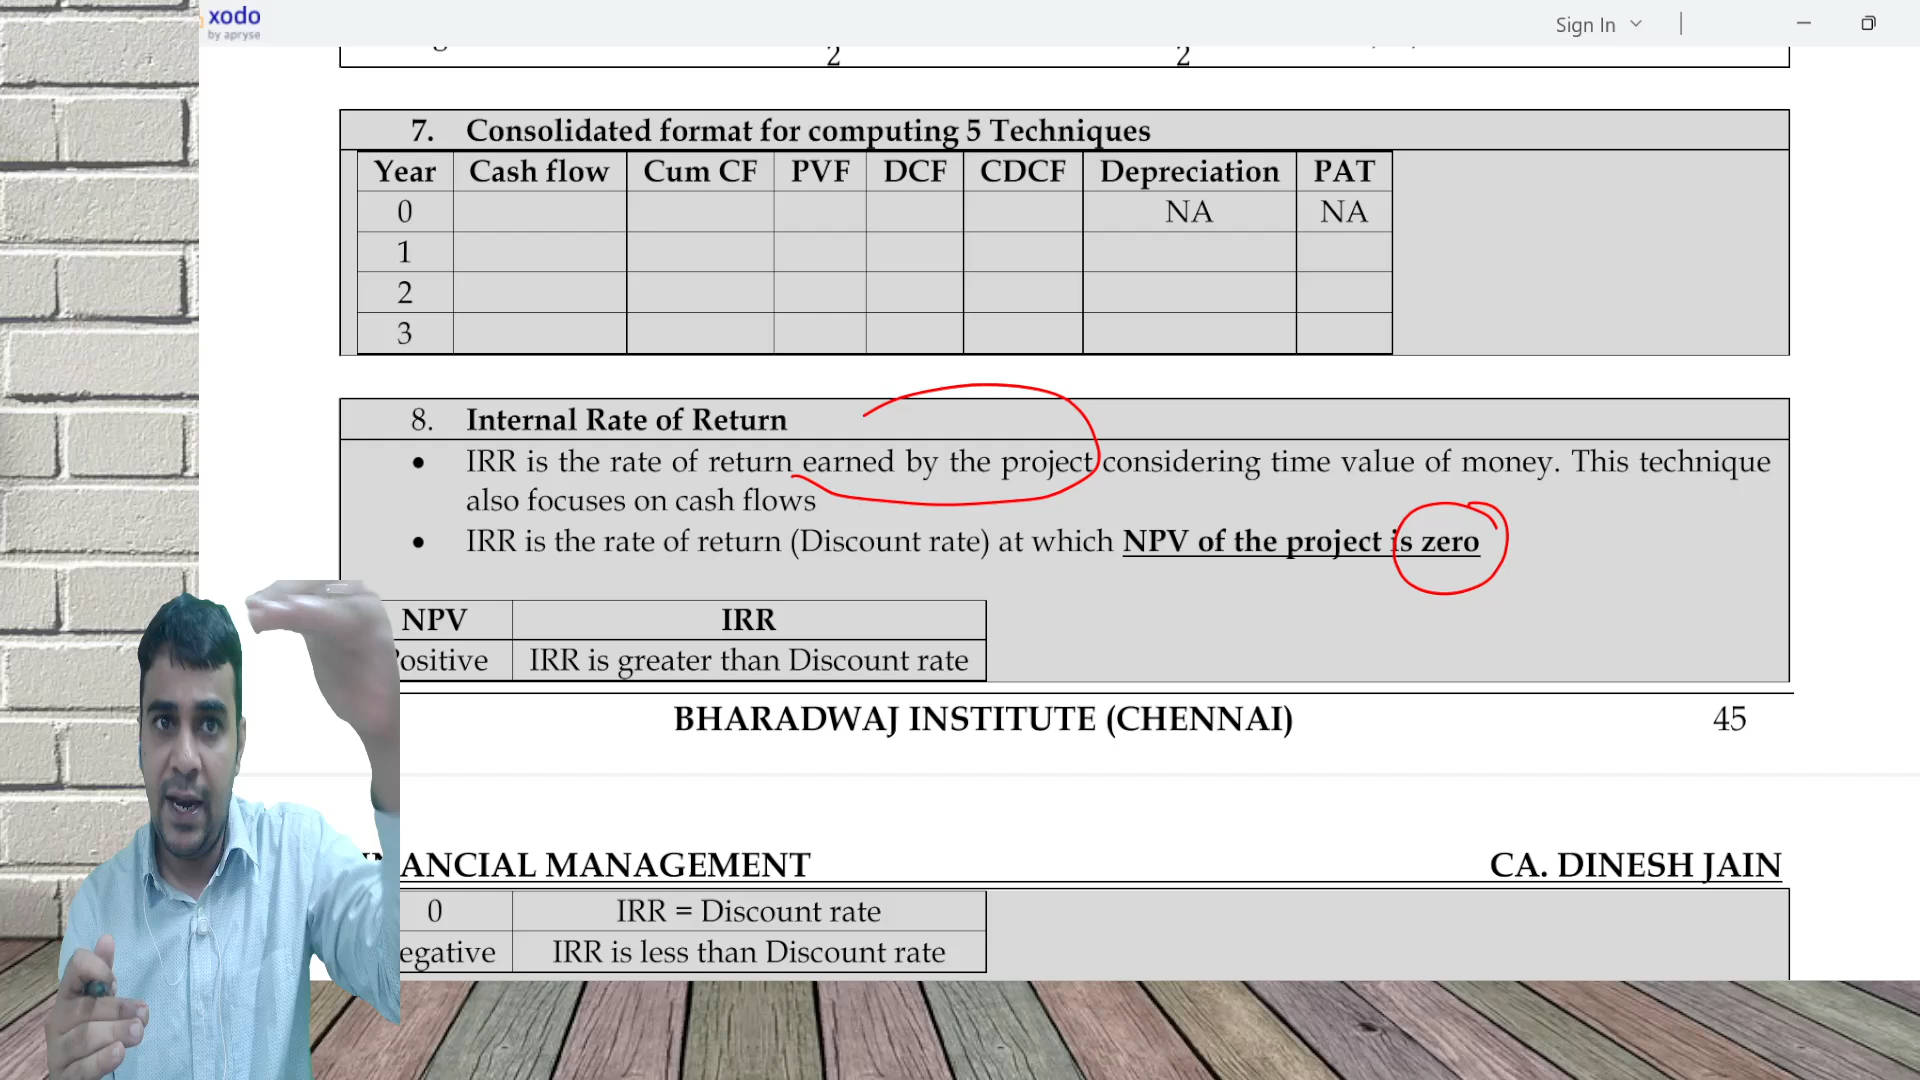 xodo
by apryse
Sign In
2 2
7. Consolidated format for computing 5 Techniques
Year Cash flow Cum CF PVF DCF CDCF Depreciation PAT
0 NA NA
1
2
3
8. Internal Rate of Return
• IRR is the rate of return earned by the project considering time value of money. This technique
also focuses on cash flows
• IRR is the rate of return (Discount rate) at which NPV of the project is zero
NPV IRR
ositive IRR is greater than Discount rate
BHARADWAJ INSTITUTE (CHENNAI) 45
ANCIAL MANAGEMENT CA. DINESH JAIN
0 IRR = Discount rate
egative IRR is less than Discount rate